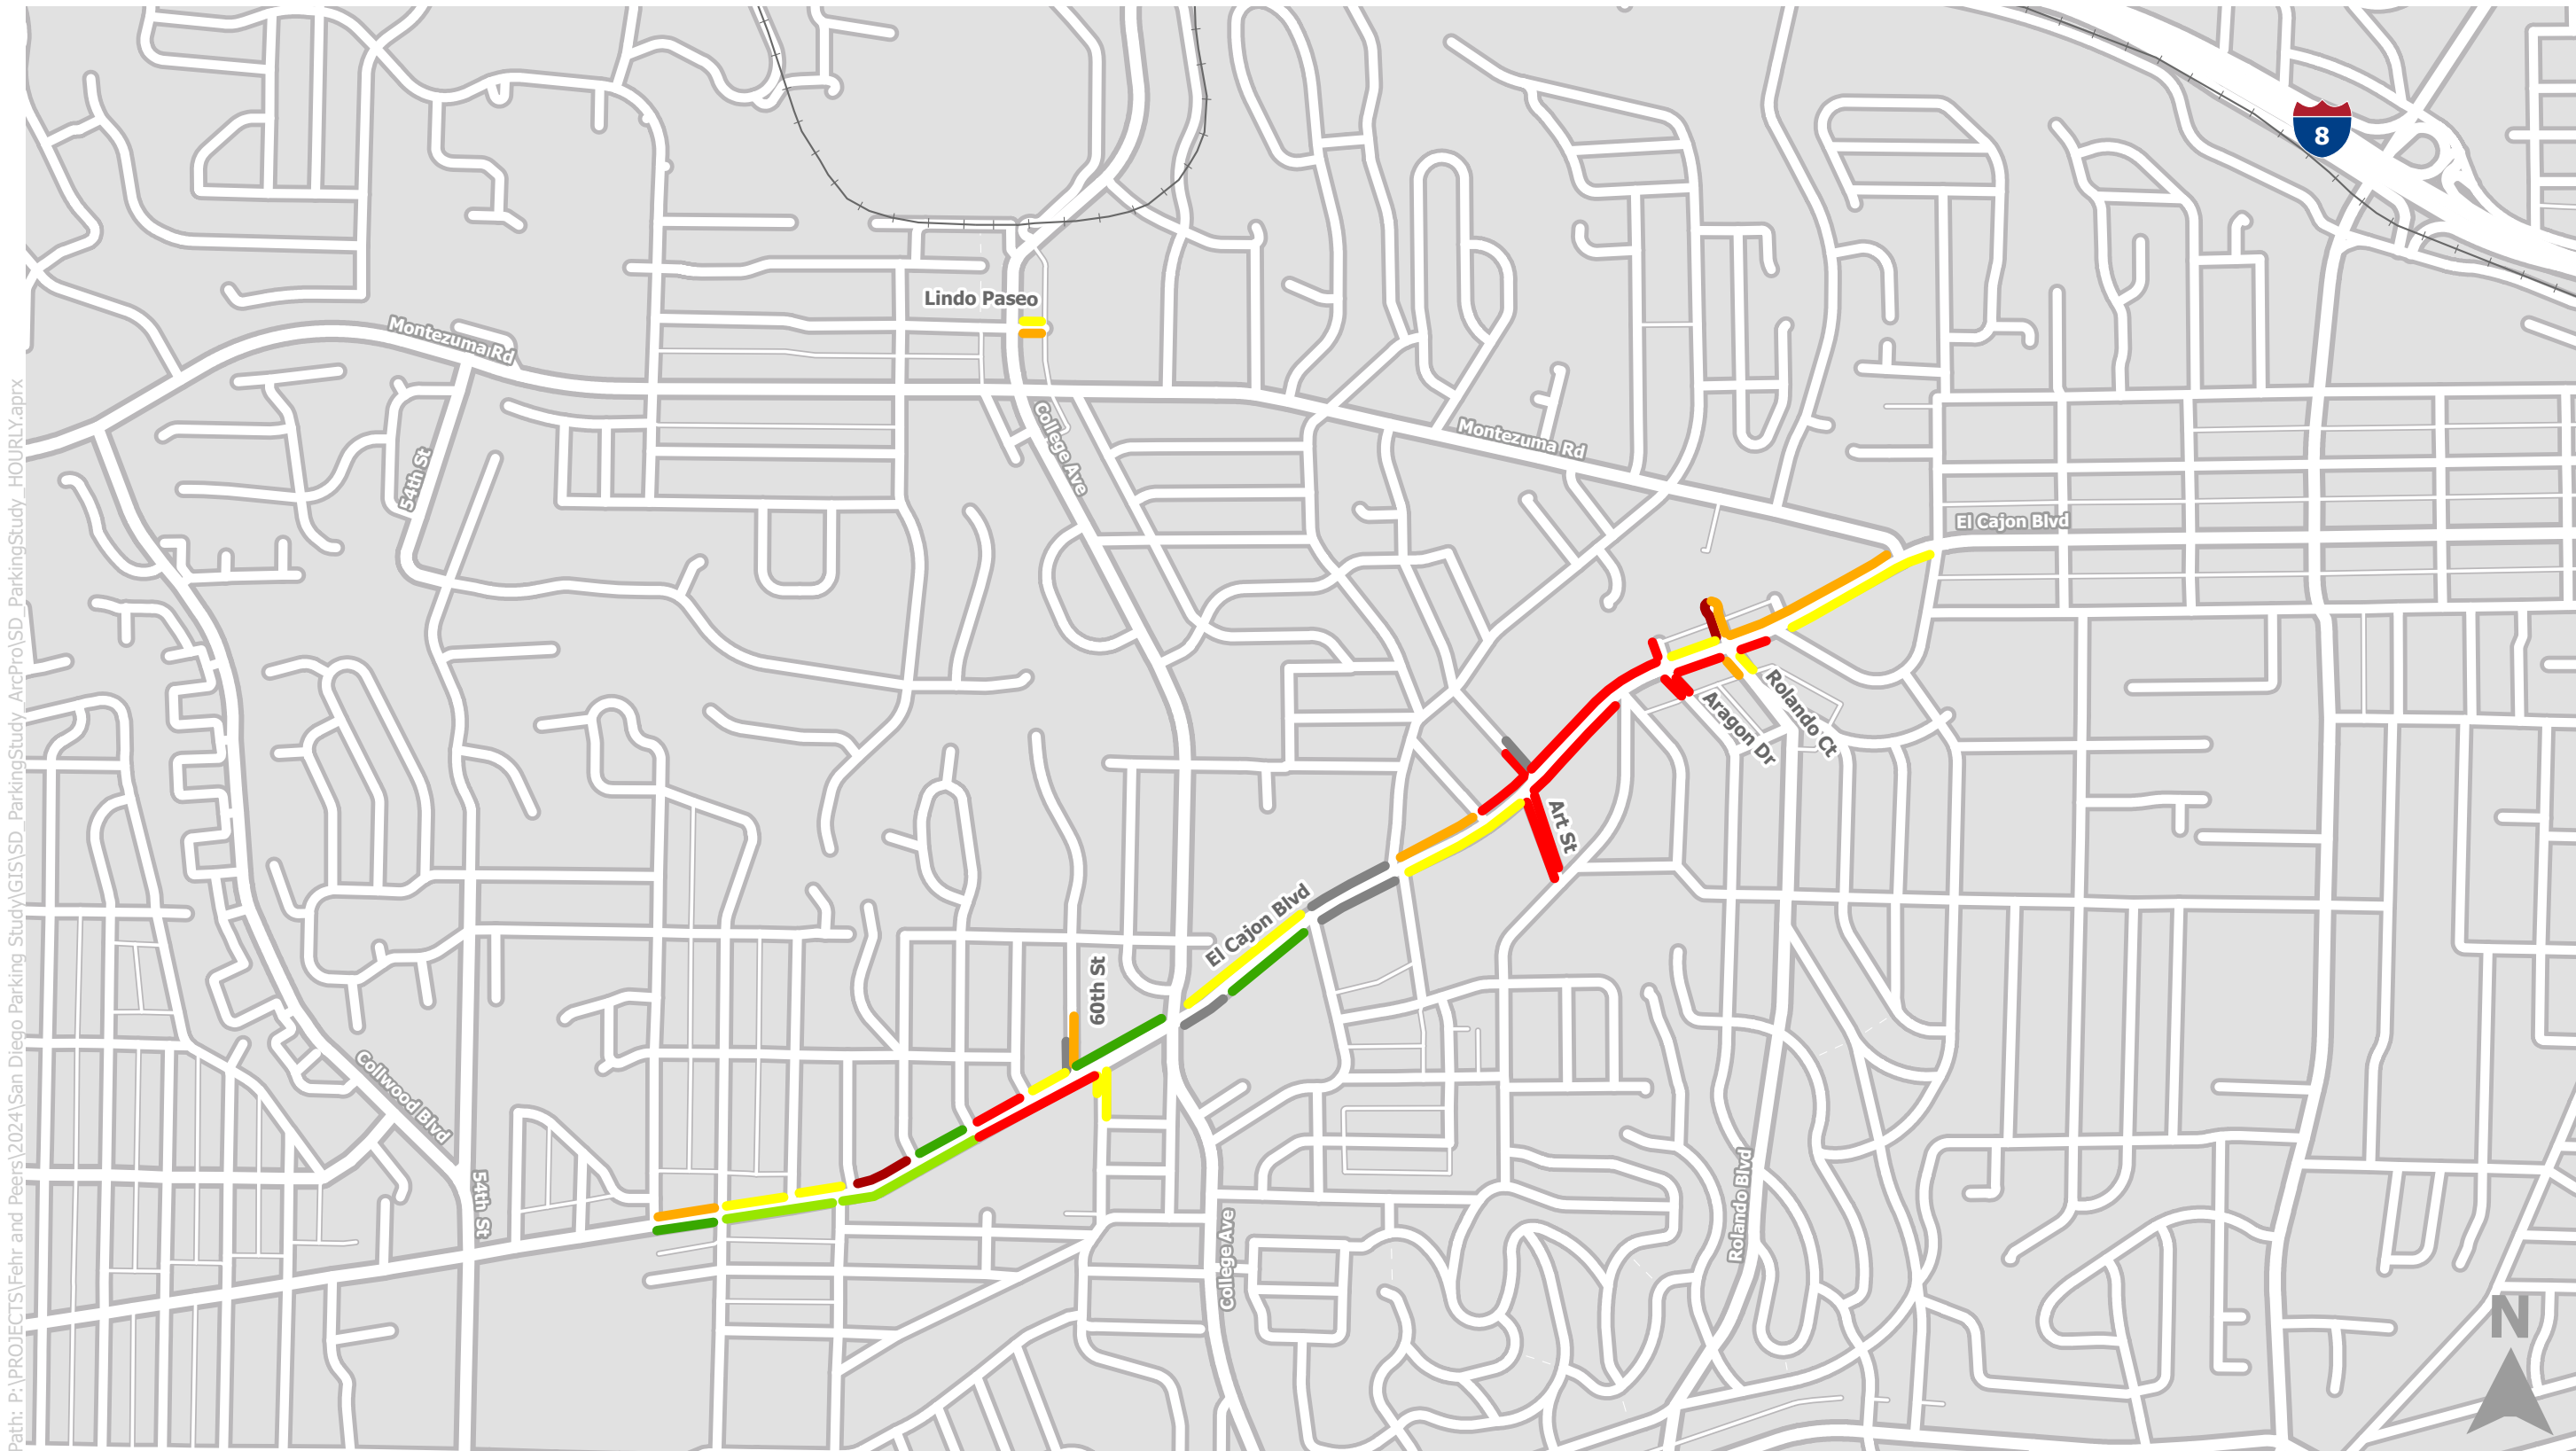 8
Lindo Paseo
Montezuma Rd
College Ave
54th St
Montezuma Rd
El Cajon Blvd
Rolando Ct
Aragon Dr
Art St
El Cajon Blvd
60th St
Collwood Blvd
54th St
College Ave
Rolando Blvd
N
Path: P:\PROJECTS\Fehr and Peers\2024\San Diego Parking Study\GIS\SD_ParkingStudy_ArcPro\SD_ParkingStudy_HOURLY.aprx